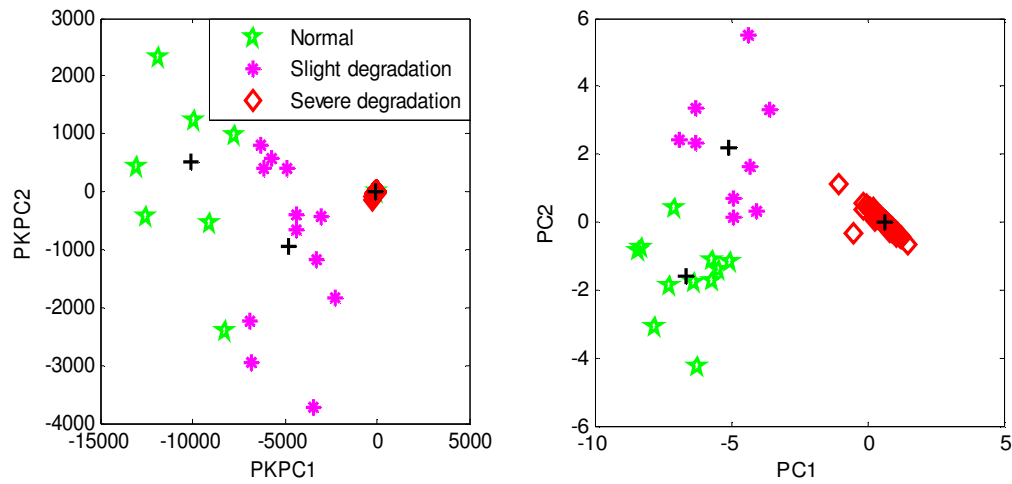 3000
2000
1000
0
-1000
-2000
-3000
-4000
PKPC2
-15000 -10000 -5000 0 5000
PKPC1
Normal
Slight degradation
Severe degradation
6
4
2
0
-2
-4
-6
PC2
-10 -5 0 5
PC1